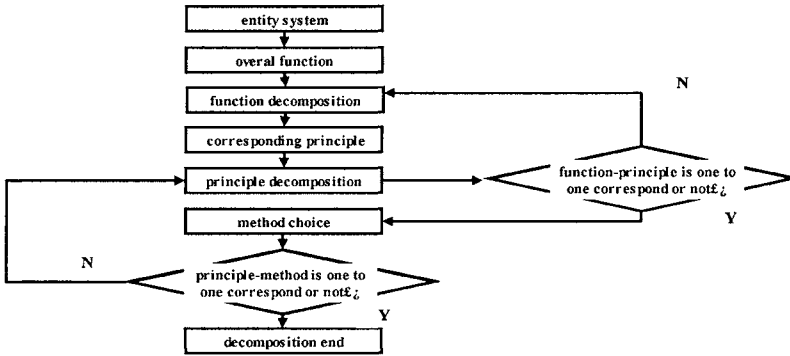 entity system
overal function
N
function decomposition
corresponding principle
function-principle is one to
one correspond or not£¿
principle decomposition
Y
method choice
N
principle-method is one to
one correspond or not£¿
Y
decomposition end